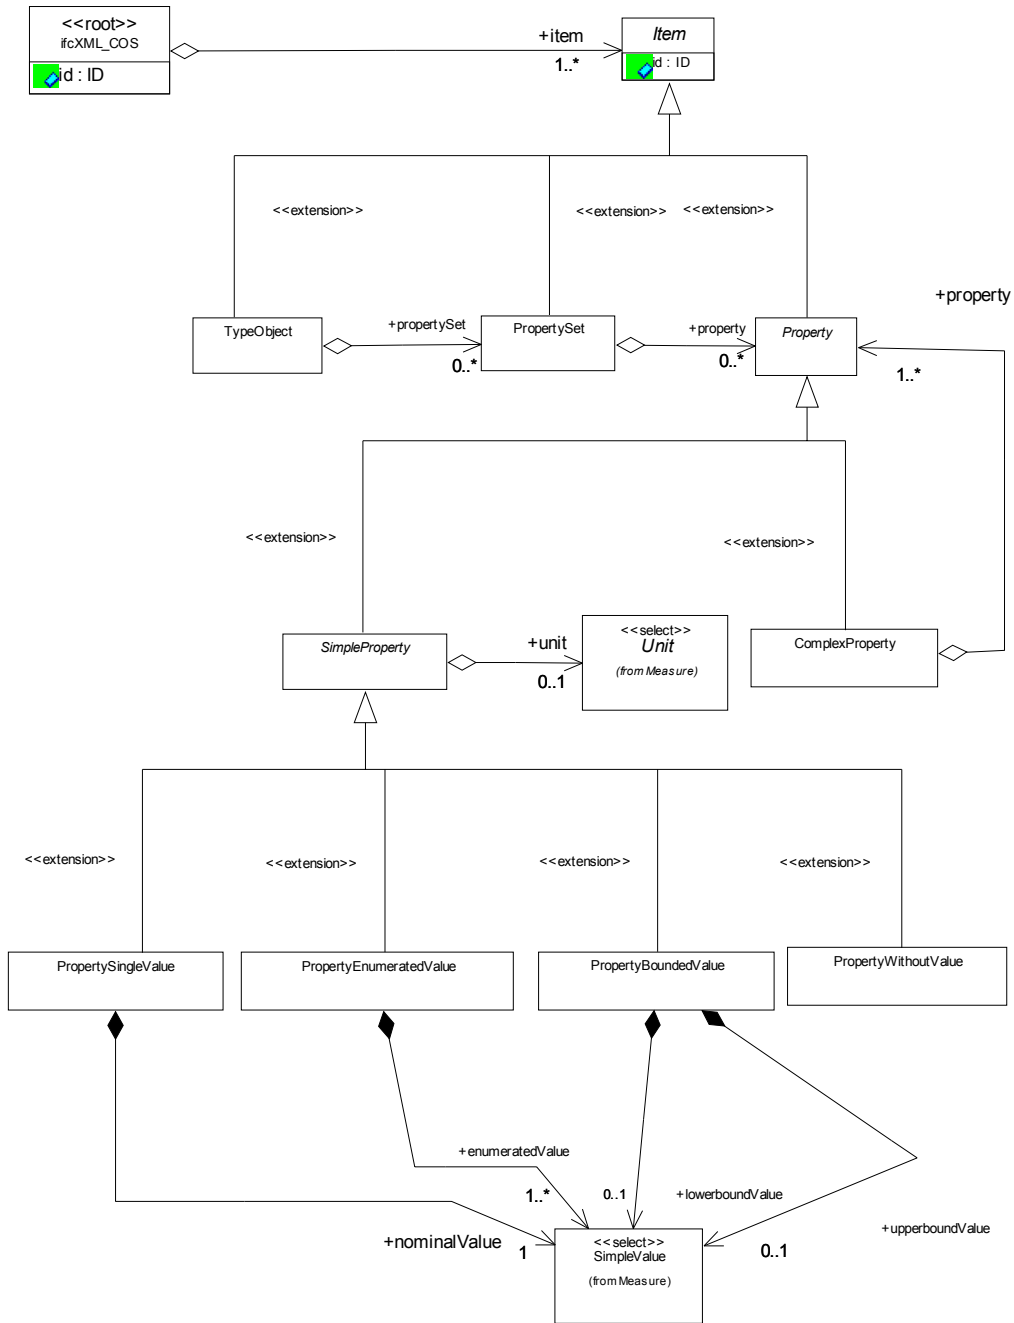 <<root>>
ifcXML_COS
id : ID
+item
1..*
Item
id : ID
<<extension>>
<<extension>>
<<extension>>
+property
TypeObject
+propertySet
0..*
PropertySet
+property
0..*
Property
1..*
<<extension>>
<<extension>>
SimpleProperty
+unit
0..1
<<select>>
Unit
(from Measure)
ComplexProperty
<<extension>>
<<extension>>
<<extension>>
<<extension>>
PropertySingleValue
PropertyEnumeratedValue
PropertyBoundedValue
PropertyWithoutValue
+enumeratedValue
1..*
0..1
+lowerboundValue
+upperboundValue
+nominalValue
1
<<select>>
SimpleValue
(from Measure)
0..1